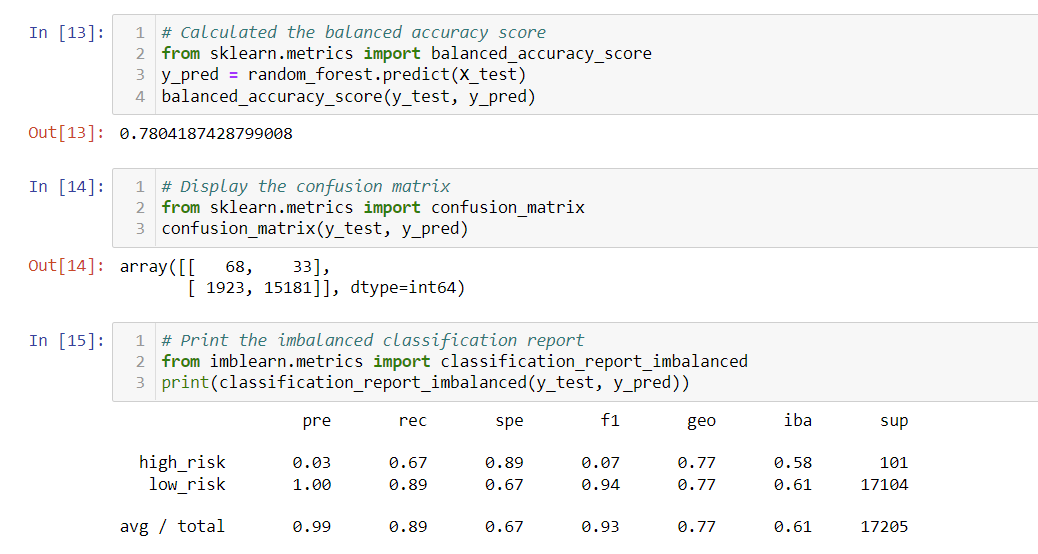 In [13]:
1 # Calculated the balanced accuracy score
2 from sklearn.metrics import balanced_accuracy_score
3 y_pred = random_forest.predict(X_test)
4 balanced_accuracy_score(y_test, y_pred)
Out[13]: 0.7804187428799008
In [14]:
1 # Display the confusion matrix
2 from sklearn.metrics import confusion_matrix
3 confusion_matrix(y_test, y_pred)
Out[14]: array([[   68,    33],
       [ 1923, 15181]], dtype=int64)
In [15]:
1 # Print the imbalanced classification report
2 from imblearn.metrics import classification_report_imbalanced
3 print(classification_report_imbalanced(y_test, y_pred))
pre rec spe f1 geo iba sup
high_risk 0.03 0.67 0.89 0.07 0.77 0.58 101
low_risk 1.00 0.89 0.67 0.94 0.77 0.61 17104
avg / total 0.99 0.89 0.67 0.93 0.77 0.61 17205